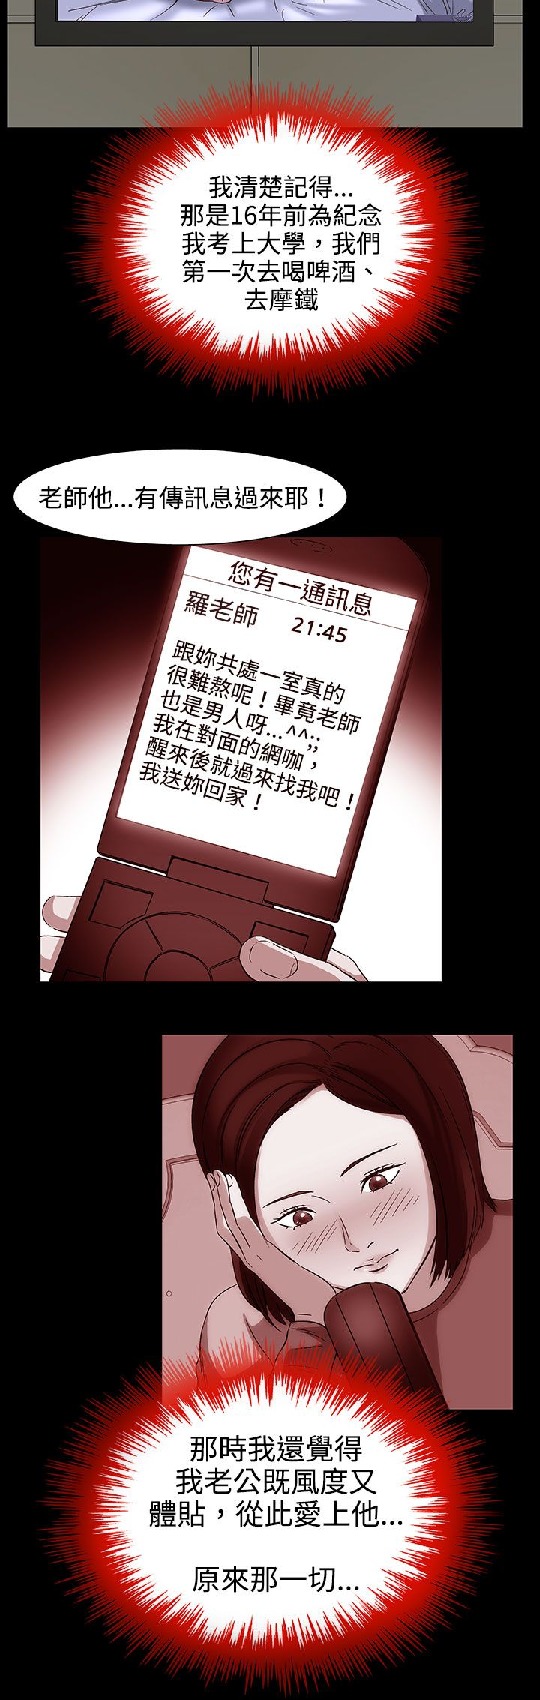 我清楚記得...
那是16年前為紀念
我考上大學，我們
第一次去喝啤酒、
去摩鐵
老師他...有傳訊息過來耶！
您有一通訊息
羅老師 21:45
跟妳共處一室真的
很難熬呢！畢竟老師
也是男人呀...^^;;
我在對面的網咖，
醒來後就過來找我吧！
我送妳回家！
那時我還覺得
我老公既風度又
體貼，從此愛上他...
原來那一切...